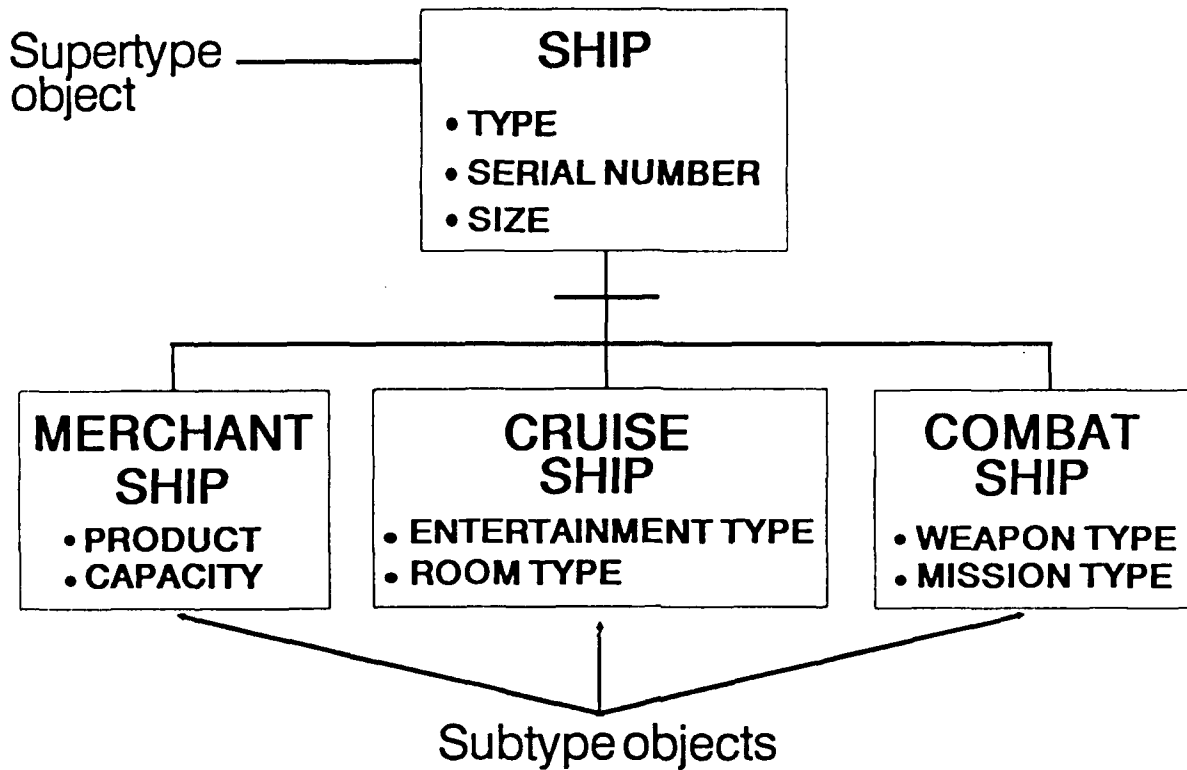 Supertype
object
SHIP
• TYPE
• SERIAL NUMBER
• SIZE
MERCHANT
SHIP
• PRODUCT
• CAPACITY
CRUISE
SHIP
• ENTERTAINMENT TYPE
• ROOM TYPE
COMBAT
SHIP
• WEAPON TYPE
• MISSION TYPE
Subtype objects